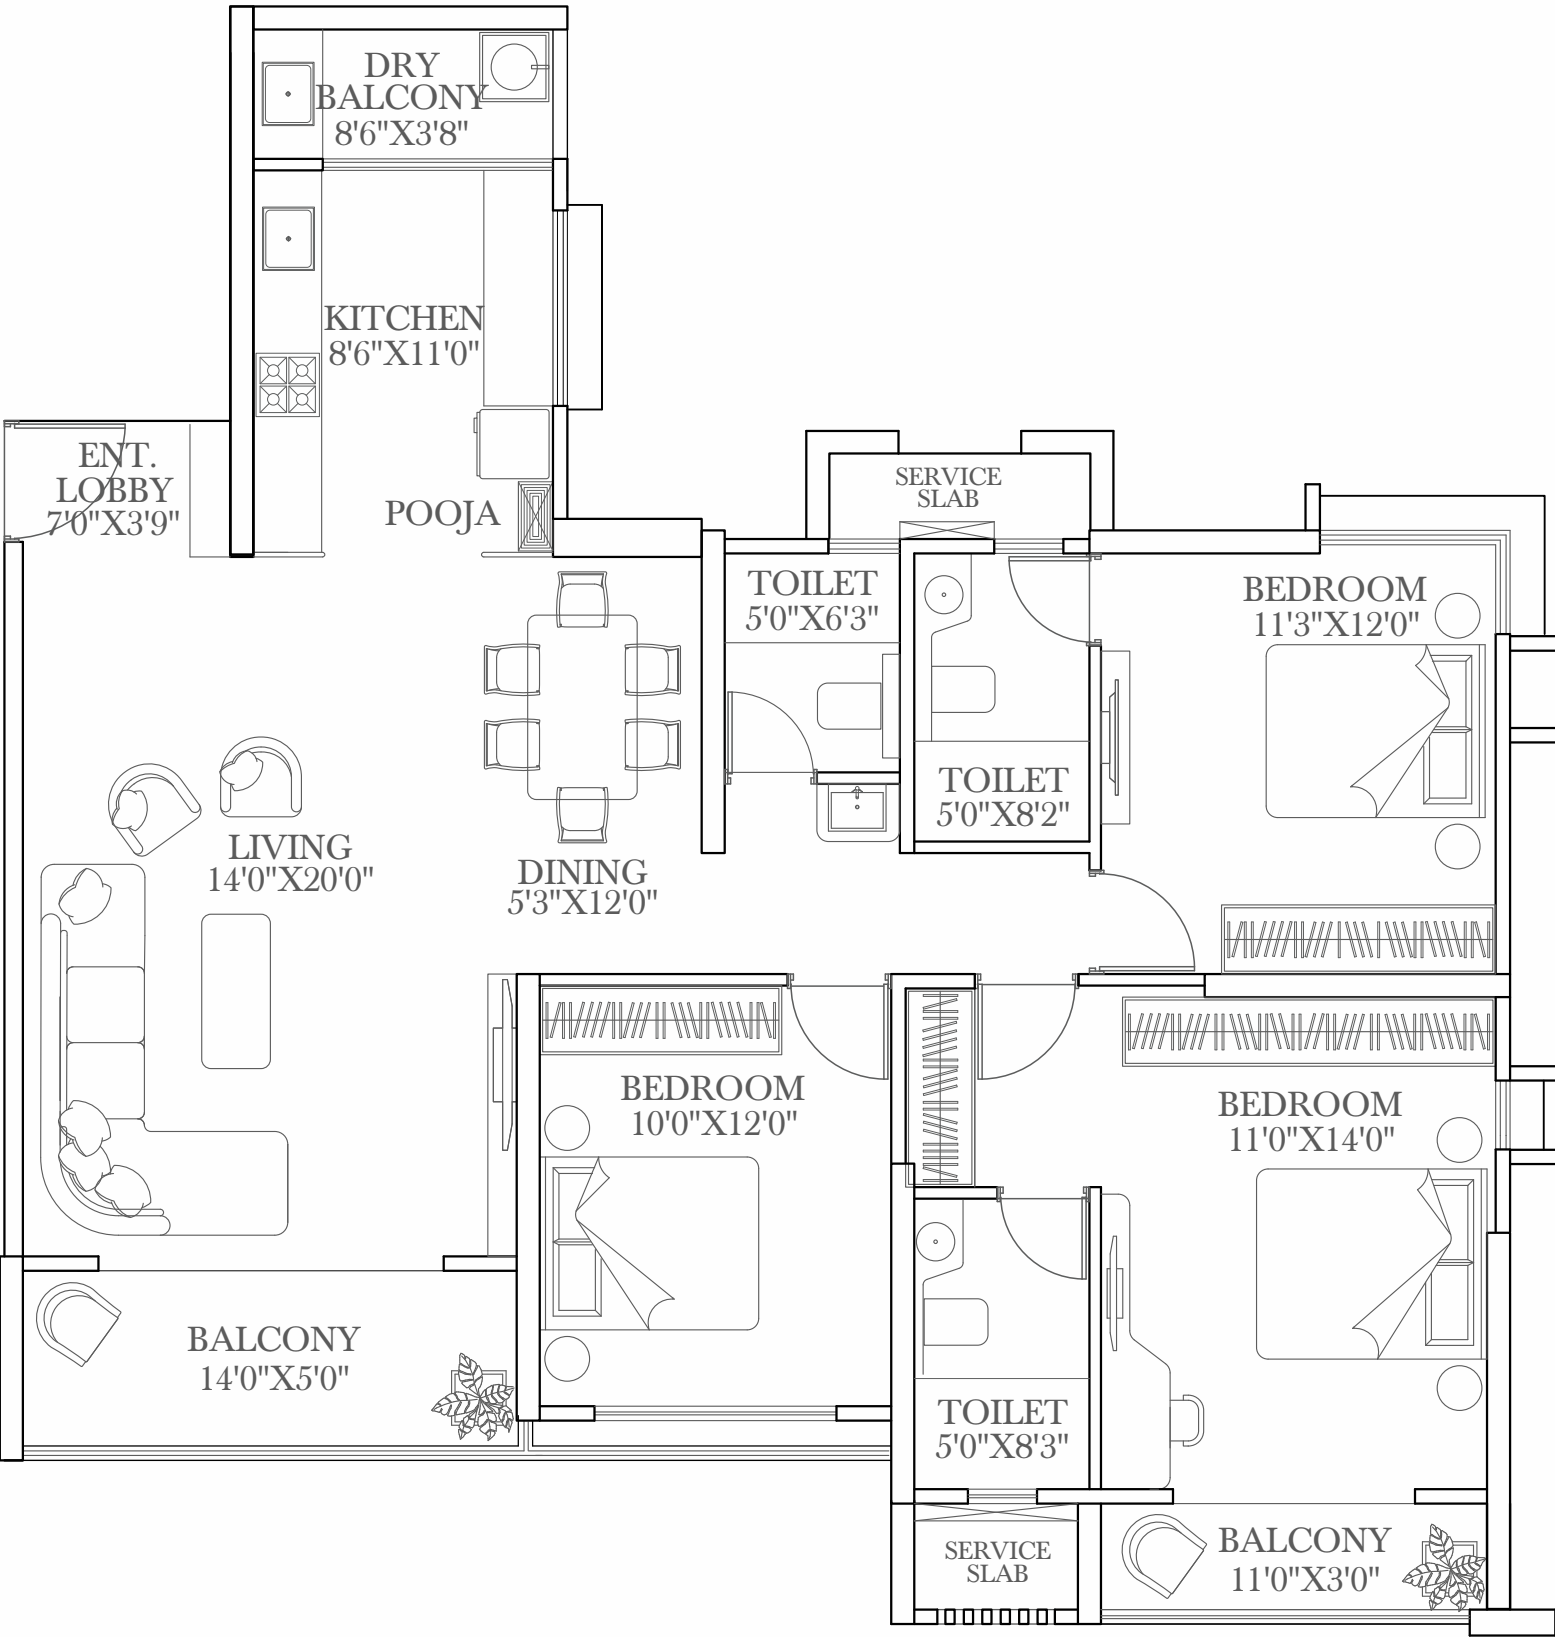 DRY
BALCONY
8'6"X3'8"
KITCHEN
8'6"X11'0"
ENT.
LOBBY
7'0"X3'9"
POOJA
SERVICE
SLAB
TOILET
5'0"X6'3"
BEDROOM
11'3"X12'0"
TOILET
5'0"X8'2"
LIVING
14'0"X20'0"
DINING
5'3"X12'0"
BEDROOM
10'0"X12'0"
BEDROOM
11'0"X14'0"
BALCONY
14'0"X5'0"
TOILET
5'0"X8'3"
SERVICE
SLAB
BALCONY
11'0"X3'0"